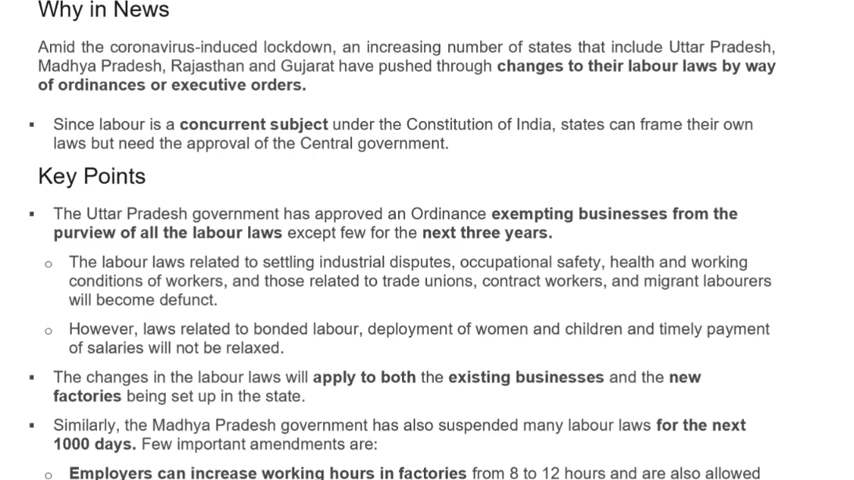 Why in News
Amid the coronavirus-induced lockdown, an increasing number of states that include Uttar Pradesh,
Madhya Pradesh, Rajasthan and Gujarat have pushed through changes to their labour laws by way
of ordinances or executive orders.
▪ Since labour is a concurrent subject under the Constitution of India, states can frame their own
laws but need the approval of the Central government.
Key Points
▪ The Uttar Pradesh government has approved an Ordinance exempting businesses from the
purview of all the labour laws except few for the next three years.
o The labour laws related to settling industrial disputes, occupational safety, health and working
conditions of workers, and those related to trade unions, contract workers, and migrant labourers
will become defunct.
o However, laws related to bonded labour, deployment of women and children and timely payment
of salaries will not be relaxed.
▪ The changes in the labour laws will apply to both the existing businesses and the new
factories being set up in the state.
▪ Similarly, the Madhya Pradesh government has also suspended many labour laws for the next
1000 days. Few important amendments are:
o Employers can increase working hours in factories from 8 to 12 hours and are also allowed